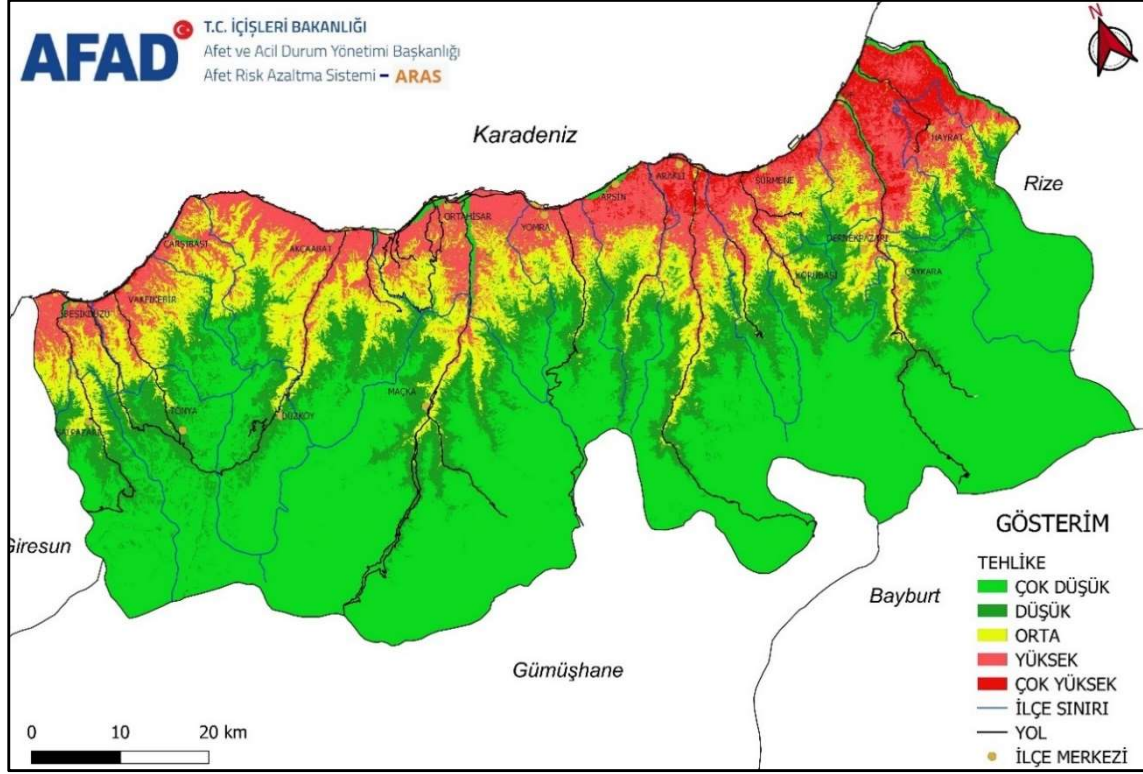 AFAD
T.C. İÇİŞLERİ BAKANLIĞI
Afet ve Acil Durum Yönetimi Başkanlığı
Afet Risk Azaltma Sistemi – ARAS
N
Karadeniz
Rize
HAYRAT
SÜRMENE
ARAKLI
ARSİN
ORTAHİSAR
YOMRA
ÇARŞIBAŞI
AKÇAABAT
DERNEKPAZARI
ÇAYKARA
KÖPRÜBAŞI
VAKFIKEBİR
BEŞİKDÜZÜ
MAÇKA
TONYA
DÜZKÖY
ŞALPAZARI
Giresun
Bayburt
Gümüşhane
GÖSTERİM
TEHLİKE
ÇOK DÜŞÜK
DÜŞÜK
ORTA
YÜKSEK
ÇOK YÜKSEK
İLÇE SINIRI
YOL
İLÇE MERKEZİ
0 10 20 km